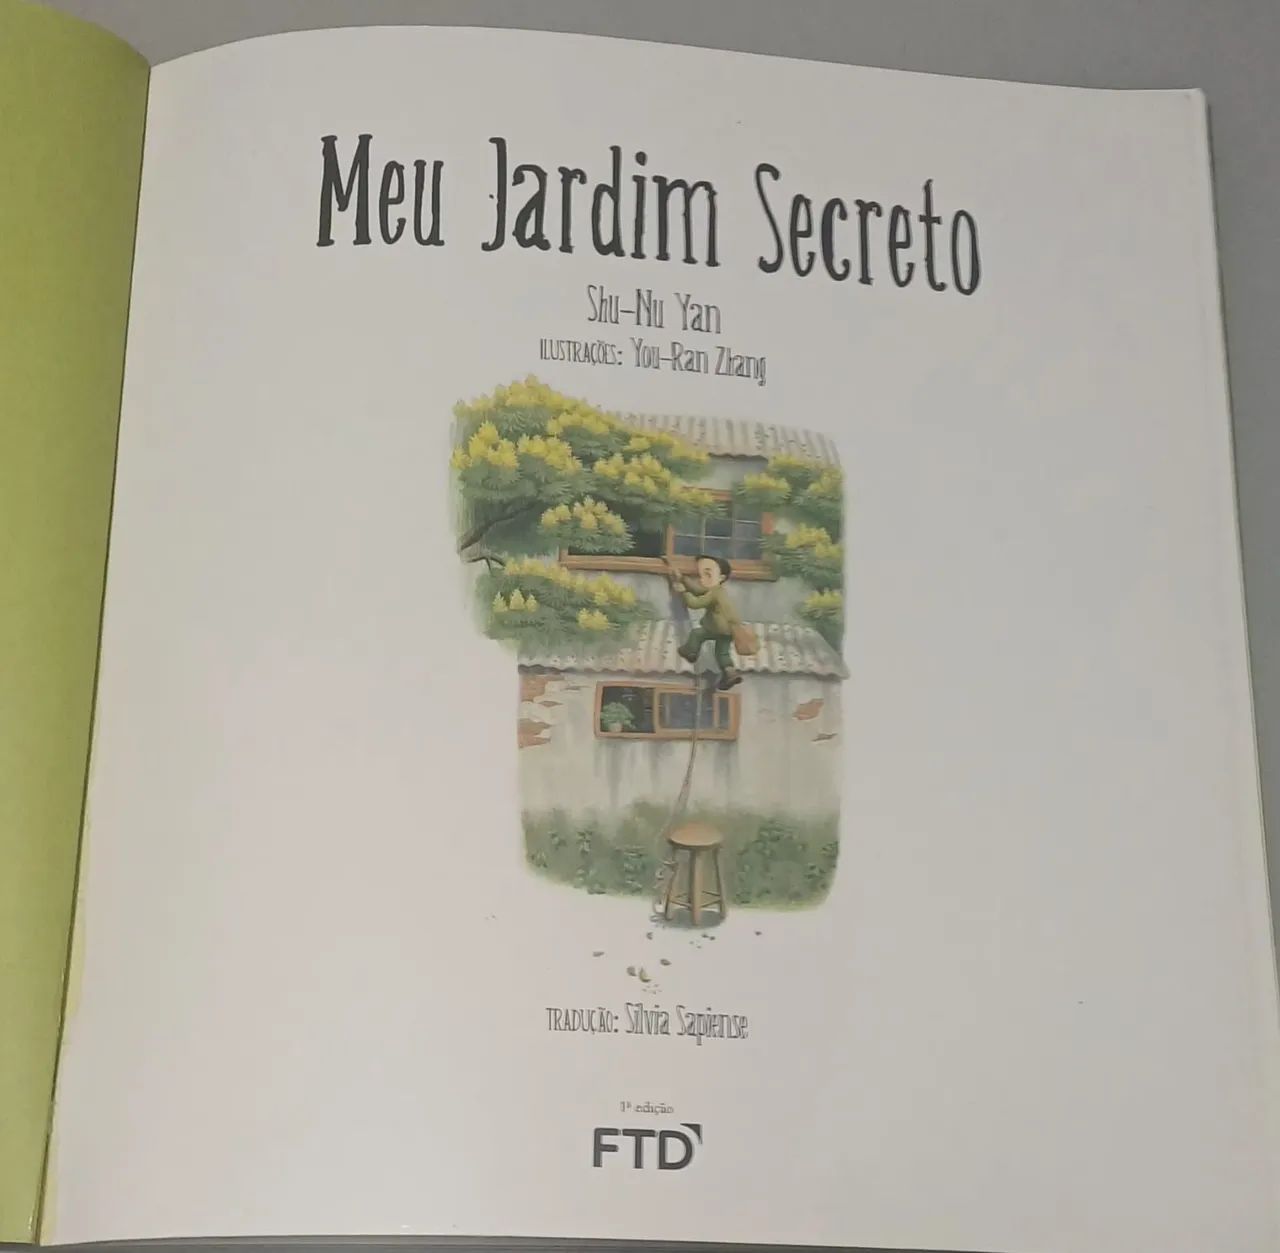 Meu Jardim Secreto
Shu-Nu Yan
ILUSTRAÇÕES: You-Ran Zhang
TRADUÇÃO: Silvia Sapiense
1ª edição
FTD